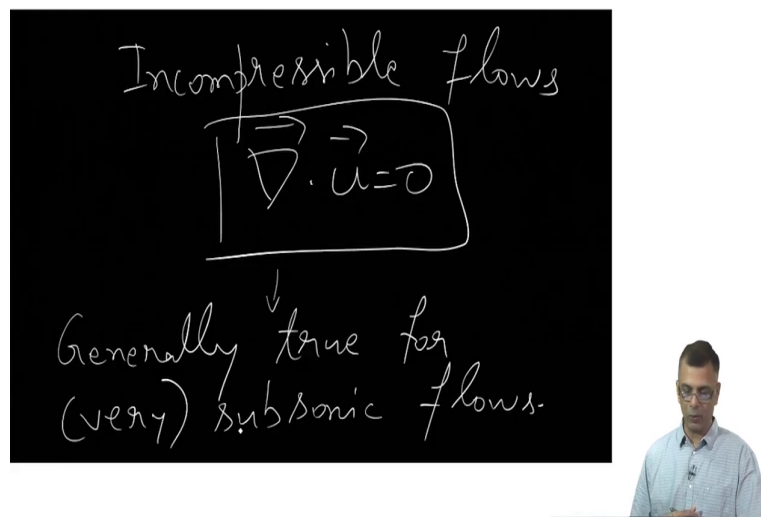 Incompressible flows
∇⃗ · u⃗ = 0
Generally true for
(very) subsonic flows.